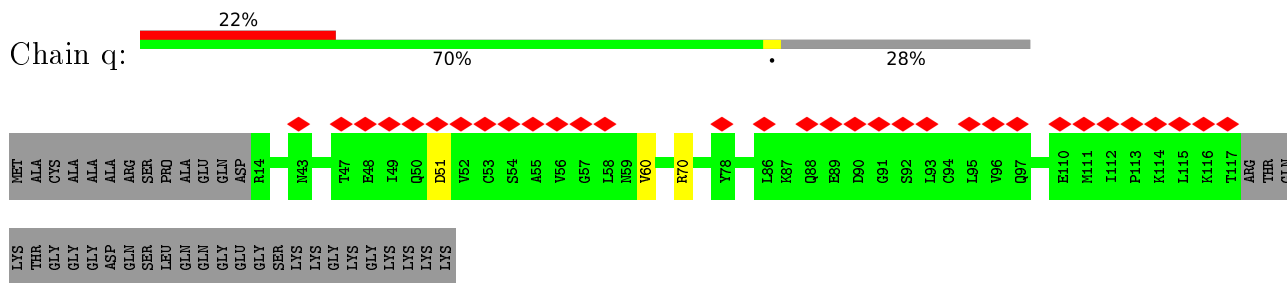 22%
Chain q:
70% • 28%
MET ALA CYS ALA ALA ALA ALA ARG SER PRO ALA GLU GLN ASP R14 N43 T47 E48 I49 Q50 D51 V52 C53 S54 A55 V56 G57 L58 N59 V60 R70 Y78 L86 K87 Q88 E89 D90 G91 S92 L93 C94 L95 V96 Q97 E110 M111 I112 P113 K114 L115 K116 T117 ARG THR GLN
LYS THR GLY GLY GLY ASP GLN SER LEU GLN GLN GLY GLU GLY SER LYS LYS GLY LYS GLY LYS LYS LYS LYS